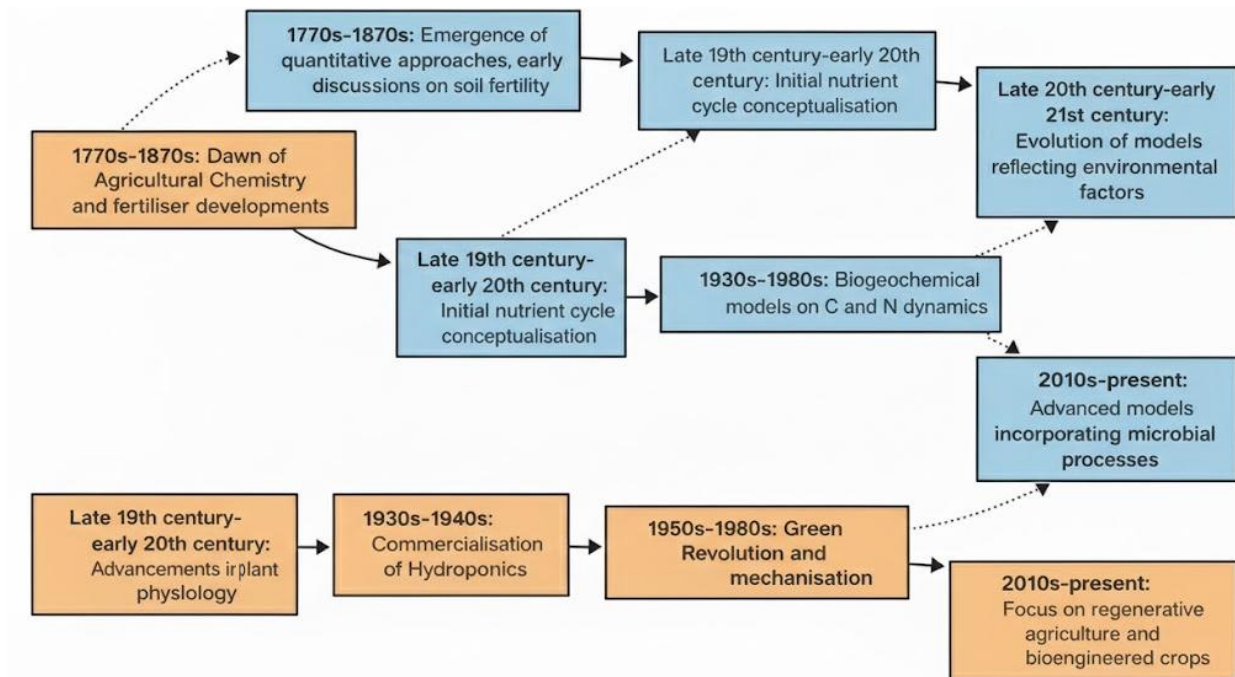 1770s-1870s: Emergence of
quantitative approaches, early
discussions on soil fertility
Late 19th century-early 20th
century: Initial nutrient
cycle conceptualisation
Late 20th century-early
21st century:
Evolution of models
reflecting environmental
factors
1770s-1870s: Dawn of
Agricultural Chemistry
and fertiliser developments
Late 19th century-
early 20th century:
Initial nutrient cycle
conceptualisation
1930s-1980s: Biogeochemical
models on C and N dynamics
2010s-present:
Advanced models
incorporating microbial
processes
Late 19th century-
early 20th century:
Advancements in plant
physlology
1930s-1940s:
Commercialisation
of Hydroponics
1950s-1980s: Green
Revolution and
mechanisation
2010s-present:
Focus on regenerative
agriculture and
bioengineered crops